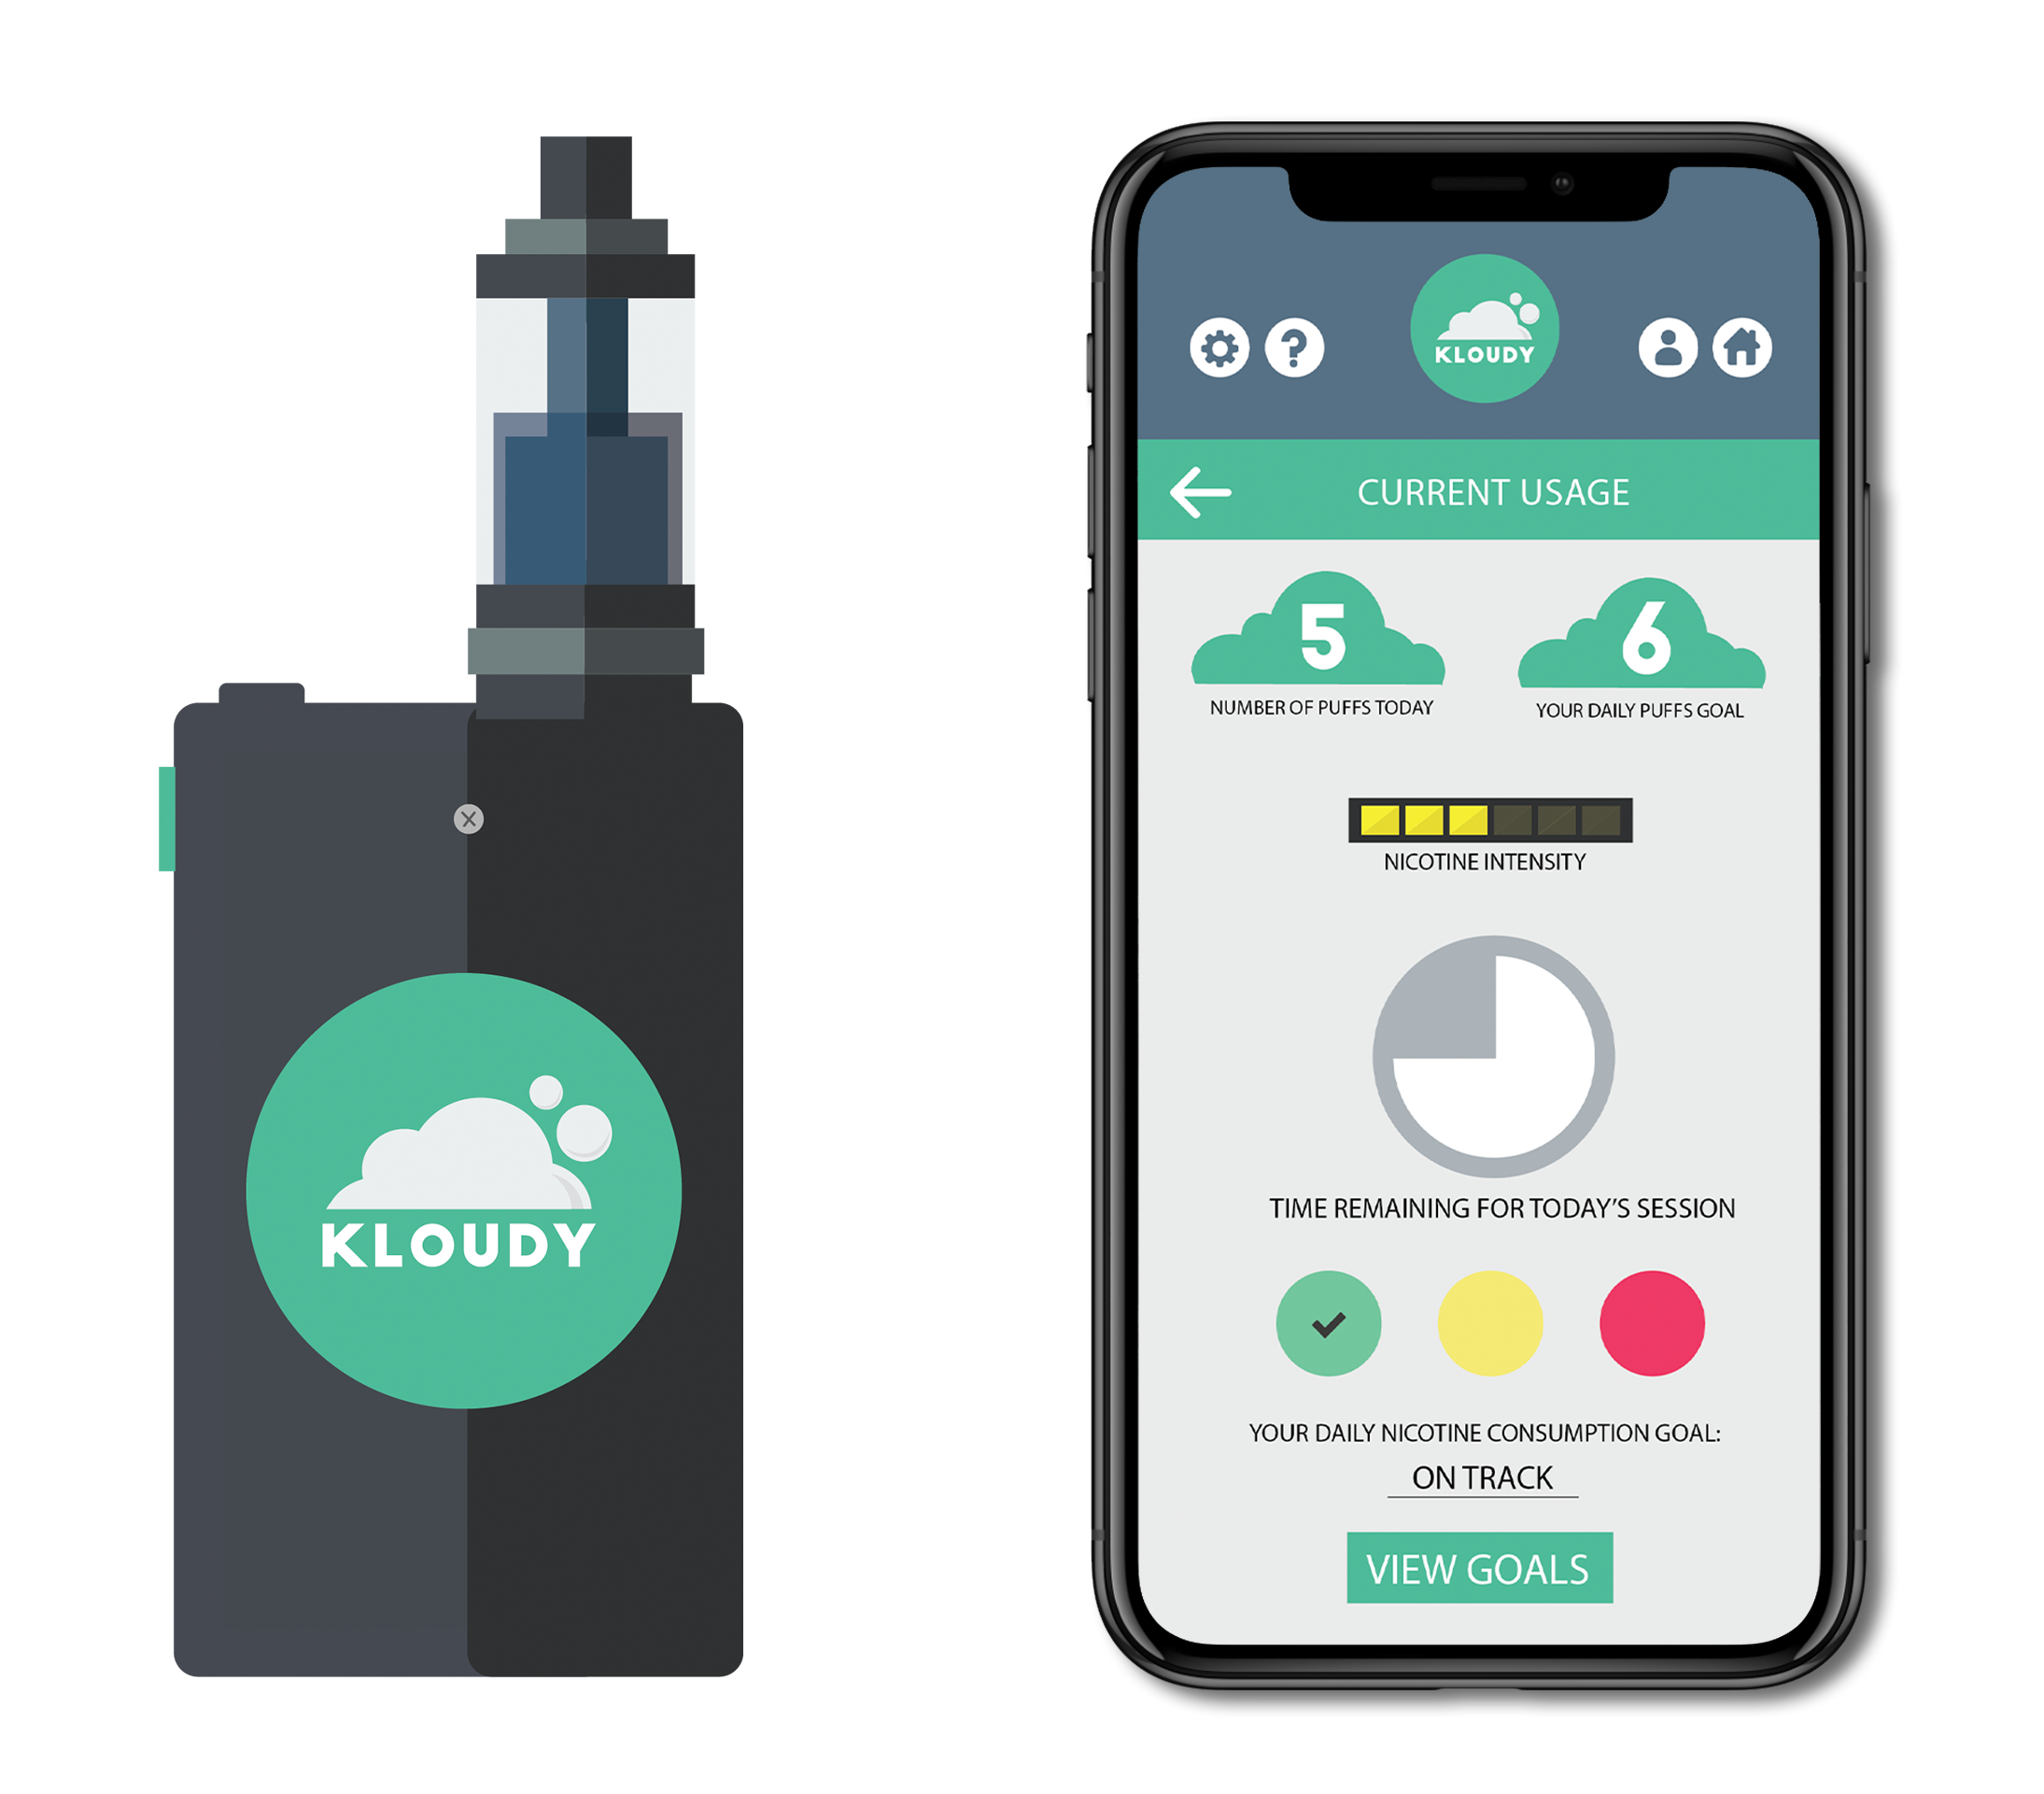 KLOUDY
KLOUDY
CURRENT USAGE
5
NUMBER OF PUFFS TODAY
6
YOUR DAILY PUFFS GOAL
NICOTINE INTENSITY
TIME REMAINING FOR TODAY'S SESSION
YOUR DAILY NICOTINE CONSUMPTION GOAL:
ON TRACK
VIEW GOALS